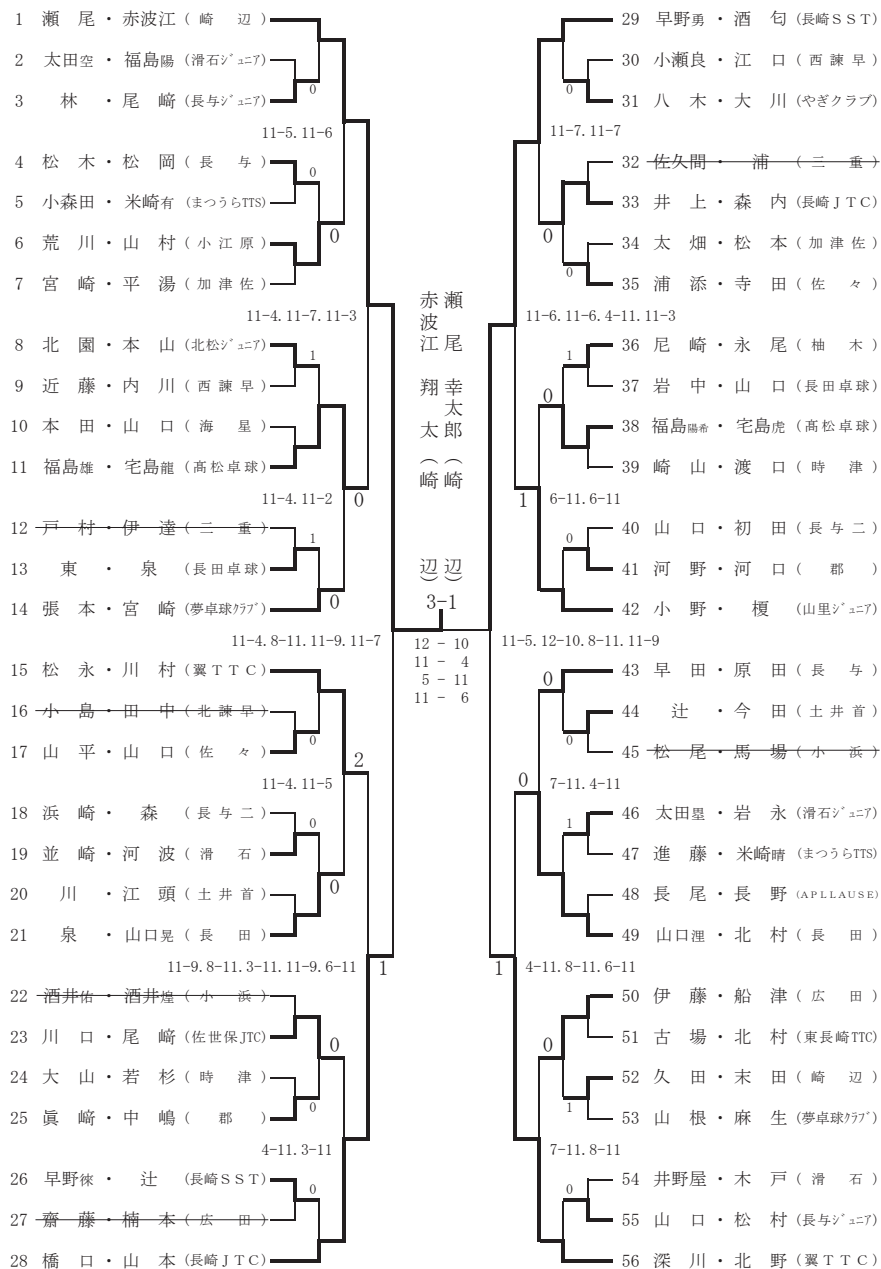 1 瀬 尾・赤波江 ( 崎 辺 )
2 太田空・福島陽 (滑石ｼﾞｭﾆｱ)
0
3 林 ・尾 﨑 (長与ｼﾞｭﾆｱ)
11-5.11-6
4 松 木・松 岡 ( 長 与 )
0
5 小森田・米崎有 (まつうらTTS)
0
6 荒 川・山 村 ( 小 江 原 )
7 宮 崎・平 湯 ( 加 津 佐 )
11-4.11-7.11-3
8 北 園・本 山 (北松ｼﾞｭﾆｱ)
1
9 近 藤・内 川 ( 西 諫 早 )
10 本 田・山 口 ( 海 星 )
11 福島雄・宅島龍 (髙松卓球)
11-4.11-2
0
12 戸 村・伊 達 ( 三 重 )
1
13 東 ・ 泉 (長田卓球)
0
14 張 本・宮 崎 (夢卓球ｸﾗﾌﾞ)
11-4.8-11.11-9.11-7
15 松 永・川 村 (翼ＴＴＣ)
16 小 島・田 中 ( 北 諫 早 )
0
17 山 平・山 口 ( 佐 々 )
2
11-4.11-5
18 浜 崎・ 森 ( 長 与 二 )
0
19 並 崎・河 波 ( 滑 石 )
0
20 川 ・江 頭 ( 土 井 首 )
21 泉 ・山口晃 ( 長 田 )
11-9.8-11.3-11.11-9.6-11
1
22 酒井佑・酒井煌 ( 小 浜 )
23 川 口・尾 﨑 (佐世保JTC)
0
24 大 山・若 杉 ( 時 津 )
0
25 眞 﨑・中 嶋 ( 郡 )
4-11.3-11
26 早野徠・ 辻 (長崎ＳＳＴ)
0
27 齋 藤・楠 本 ( 広 田 )
28 橋 口・山 本 (長崎ＪＴＣ)
瀬 尾 幸太郎 (崎 辺)
赤波江 翔 太 (崎 辺)
3-1
12 - 10
11 - 4
5 - 11
11 - 6
29 早野勇・酒 匂 (長崎ＳＳＴ)
30 小瀬良・江 口 ( 西 諫 早 )
0
31 八 木・大 川 (やぎクラブ)
11-7.11-7
32 佐久間・ 浦 ( 三 重 )
33 井 上・森 内 (長崎ＪＴＣ)
0
34 太 畑・松 本 ( 加 津 佐 )
0
35 浦 添・寺 田 ( 佐 々 )
11-6.11-6.4-11.11-3
36 尼 崎・永 尾 ( 柚 木 )
1
37 岩 中・山 口 (長田卓球)
0
38 福島陽希・宅島虎 (髙松卓球)
39 崎 山・渡 口 ( 時 津 )
1
6-11.6-11
40 山 口・初 田 ( 長 与 二 )
0
41 河 野・河 口 ( 郡 )
42 小 野・ 榎 (山里ｼﾞｭﾆｱ)
11-5.12-10.8-11.11-9
43 早 田・原 田 ( 長 与 )
0
44 辻 ・今 田 ( 土 井 首 )
0
45 松 尾・馬 場 ( 小 浜 )
0
7-11.4-11
46 太田塁・岩 永 (滑石ｼﾞｭﾆｱ)
1
47 進 藤・米崎晴 (まつうらTTS)
48 長 尾・長 野 (APLLAUSE)
49 山口浬・北 村 ( 長 田 )
1
4-11.8-11.6-11
50 伊 藤・船 津 ( 広 田 )
51 古 場・北 村 (東長崎TTC)
0
52 久 田・末 田 ( 崎 辺 )
1
53 山 根・麻 生 (夢卓球ｸﾗﾌﾞ)
7-11.8-11
54 井野屋・木 戸 ( 滑 石 )
0
55 山 口・松 村 (長与ｼﾞｭﾆｱ)
56 深 川・北 野 (翼ＴＴＣ)